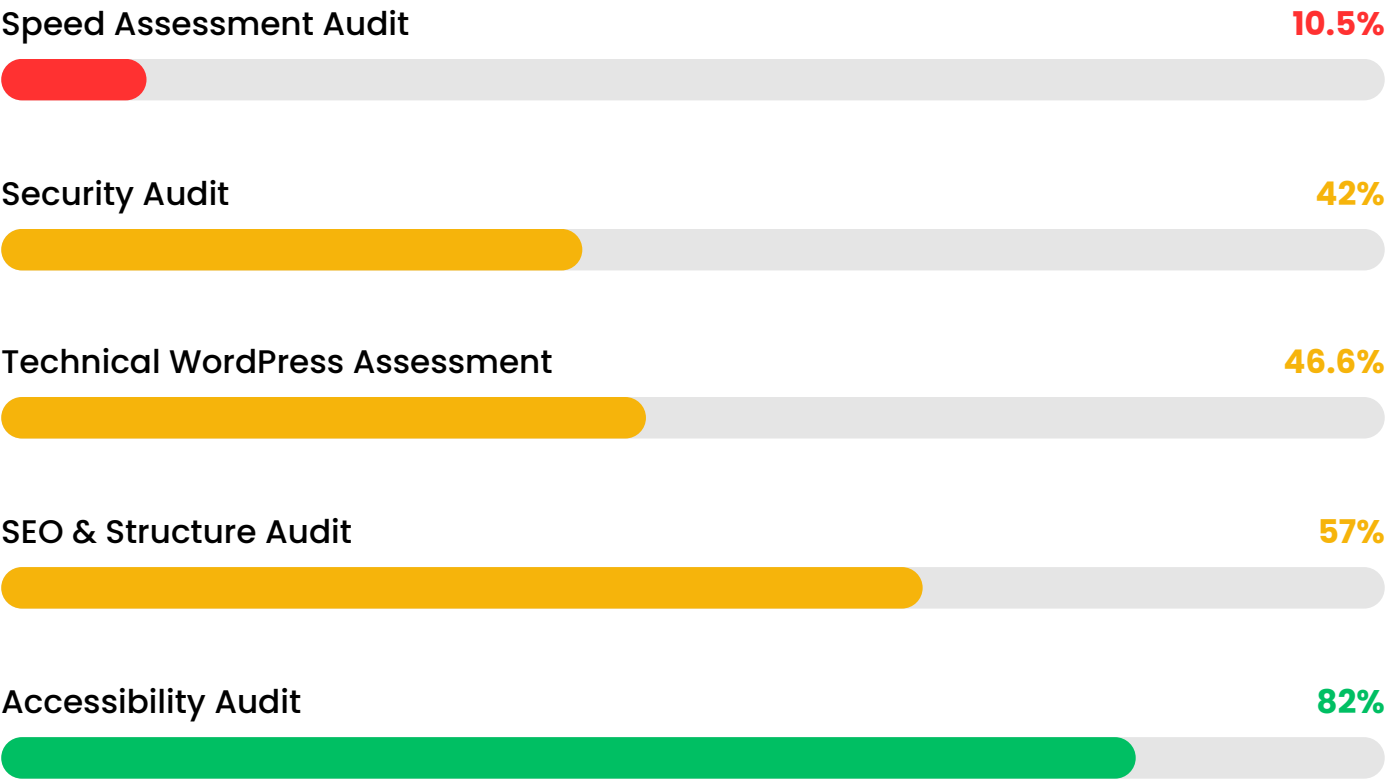 Speed Assessment Audit 10.5%
Security Audit 42%
Technical WordPress Assessment 46.6%
SEO & Structure Audit 57%
Accessibility Audit 82%